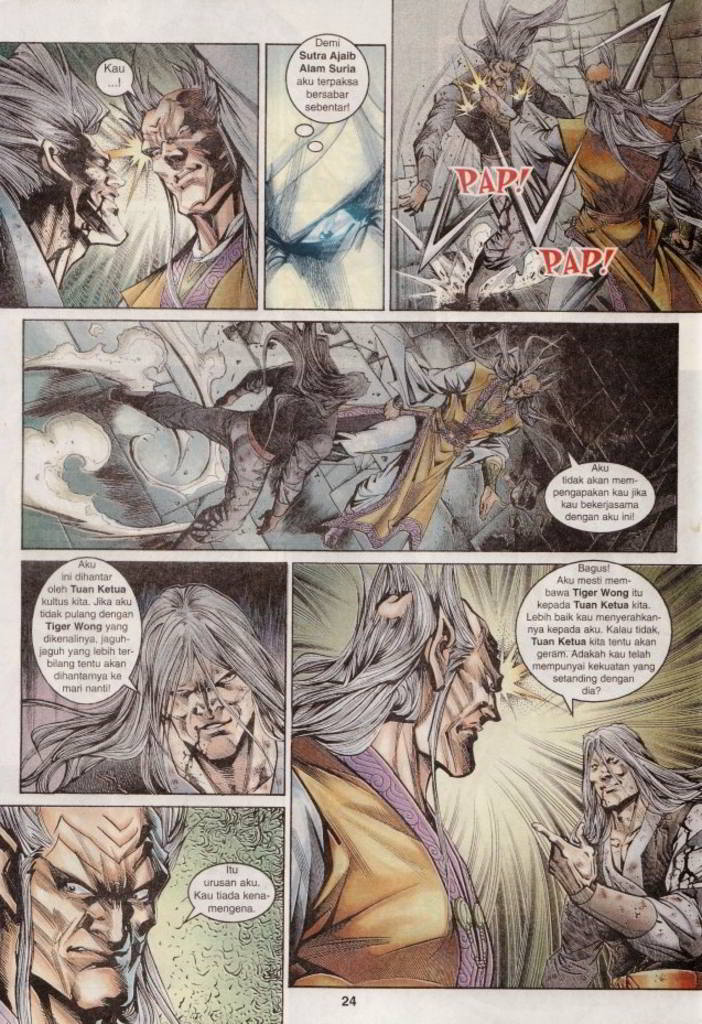 Kau
...!
Demi
Sutra Ajaib
Alam Suria
aku terpaksa
bersabar
sebentar!
PAP!
PAP!
Aku
tidak akan mem-
pengapakan kau jika
kau bekerjasama
dengan aku ini!
Aku
ini dihantar
oleh Tuan Ketua
kultus kita. Jika aku
tidak pulang dengan
Tiger Wong yang
dikenalinya, jaguh-
jaguh yang lebih ter-
bilang tentu akan
dihantarnya ke
mari nanti!
Bagus!
Aku mesti mem-
bawa Tiger Wong itu
kepada Tuan Ketua kita.
Lebih baik kau menyerahkan-
nya kepada aku. Kalau tidak,
Tuan Ketua kita tentu akan
geram. Adakah kau telah
mempunyai kekuatan yang
setanding dengan
dia?
Itu
urusan aku.
Kau tiada kena-
mengena.
24